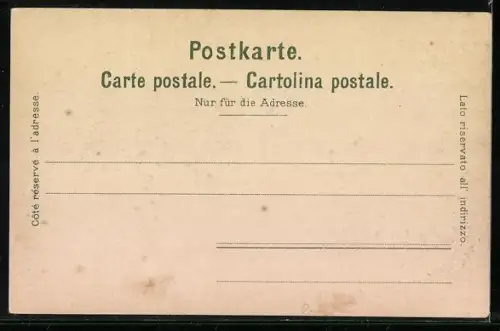 Postkarte.
Carte postale. — Cartolina postale.
Nur für die Adresse.
Côté réservé à l'adresse.
Lato riservato all' indirizzo.